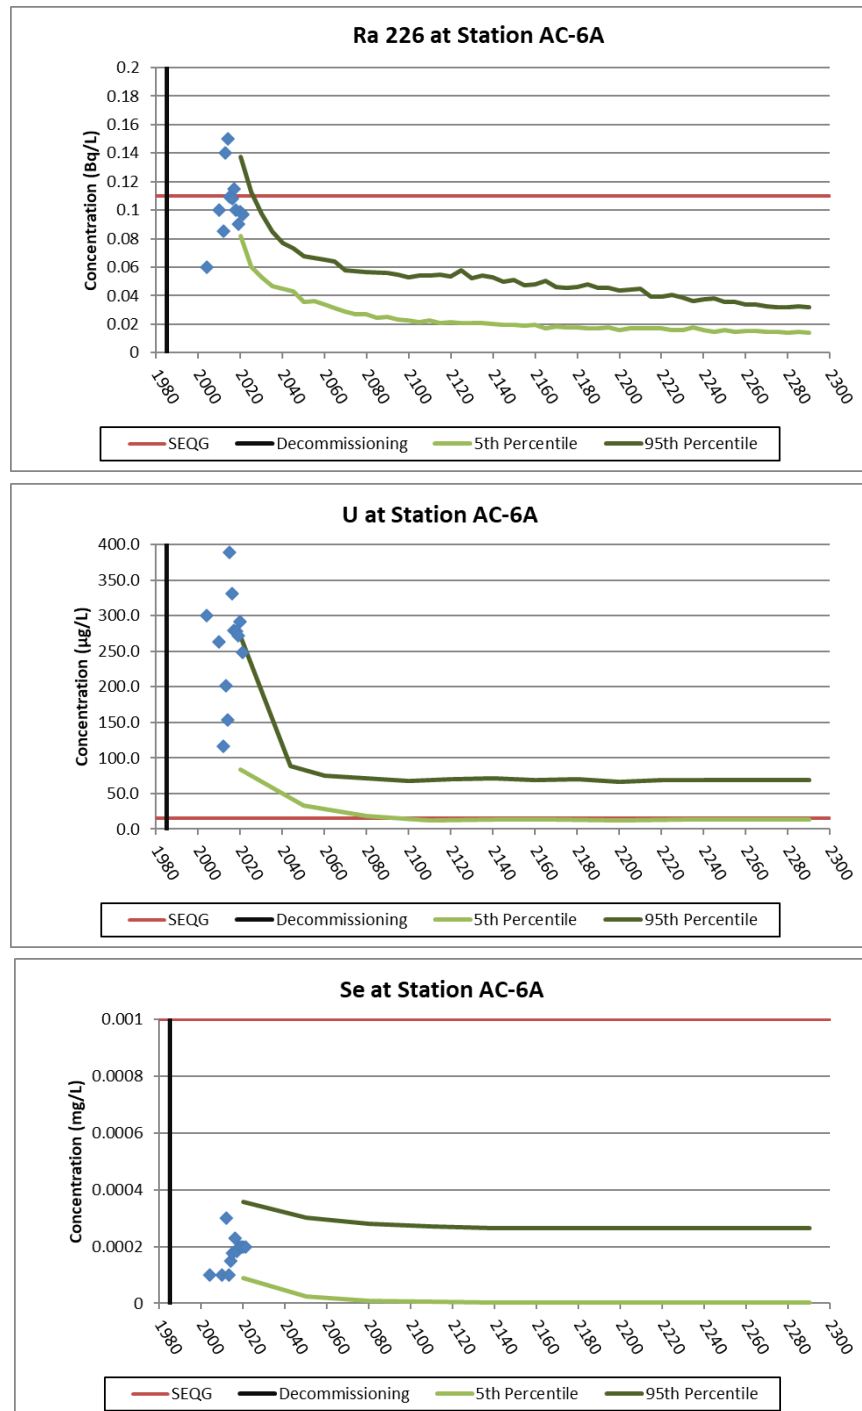 Ra 226 at Station AC-6A
Concentration (Bq/L)
0.2
0.18
0.16
0.14
0.12
0.1
0.08
0.06
0.04
0.02
0
1980 2000 2020 2040 2060 2080 2100 2120 2140 2160 2180 2200 2220 2240 2260 2280 2300
SEQG Decommissioning 5th Percentile 95th Percentile
U at Station AC-6A
Concentration (µg/L)
400.0
350.0
300.0
250.0
200.0
150.0
100.0
50.0
0.0
1980 2000 2020 2040 2060 2080 2100 2120 2140 2160 2180 2200 2220 2240 2260 2280 2300
SEQG Decommissioning 5th Percentile 95th Percentile
Se at Station AC-6A
Concentration (mg/L)
0.001
0.0008
0.0006
0.0004
0.0002
0
1980 2000 2020 2040 2060 2080 2100 2120 2140 2160 2180 2200 2220 2240 2260 2280 2300
SEQG Decommissioning 5th Percentile 95th Percentile